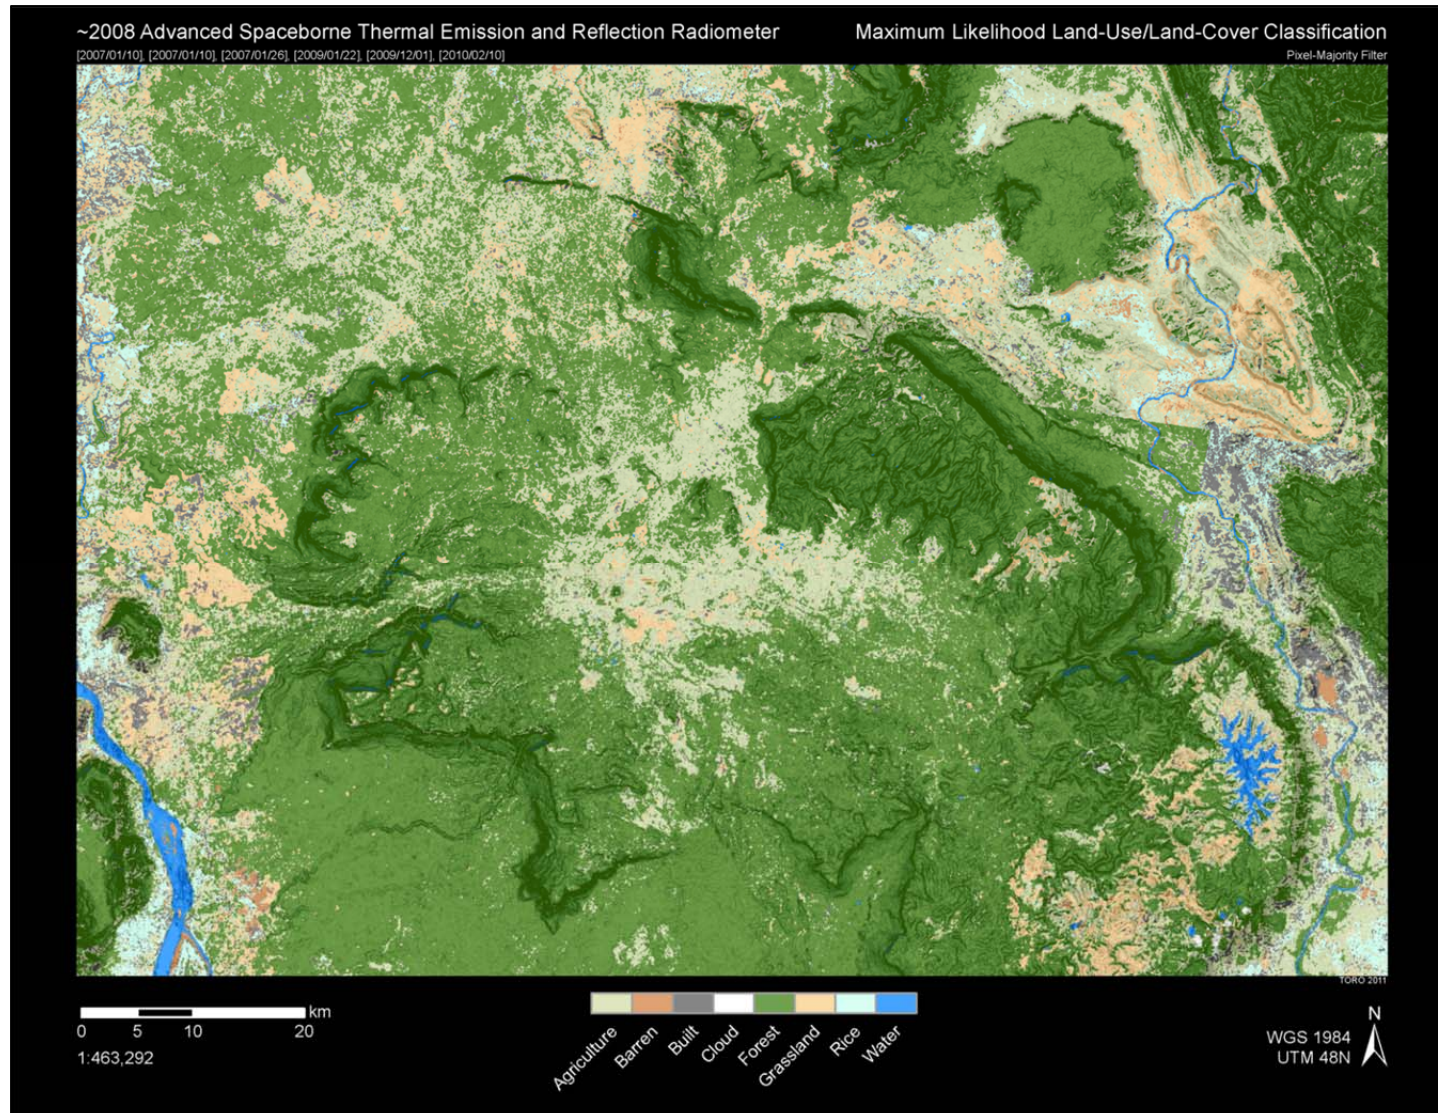 ~2008 Advanced Spaceborne Thermal Emission and Reflection Radiometer
Maximum Likelihood Land-Use/Land-Cover Classification
[2007/01/10], [2007/01/10], [2007/01/26], [2009/01/22], [2009/12/01], [2010/02/10]
Pixel-Majority Filter
TORO 2011
km
0 5 10 20
1:463,292
Agriculture
Barren
Built
Cloud
Forest
Grassland
Rice
Water
N
WGS 1984
UTM 48N